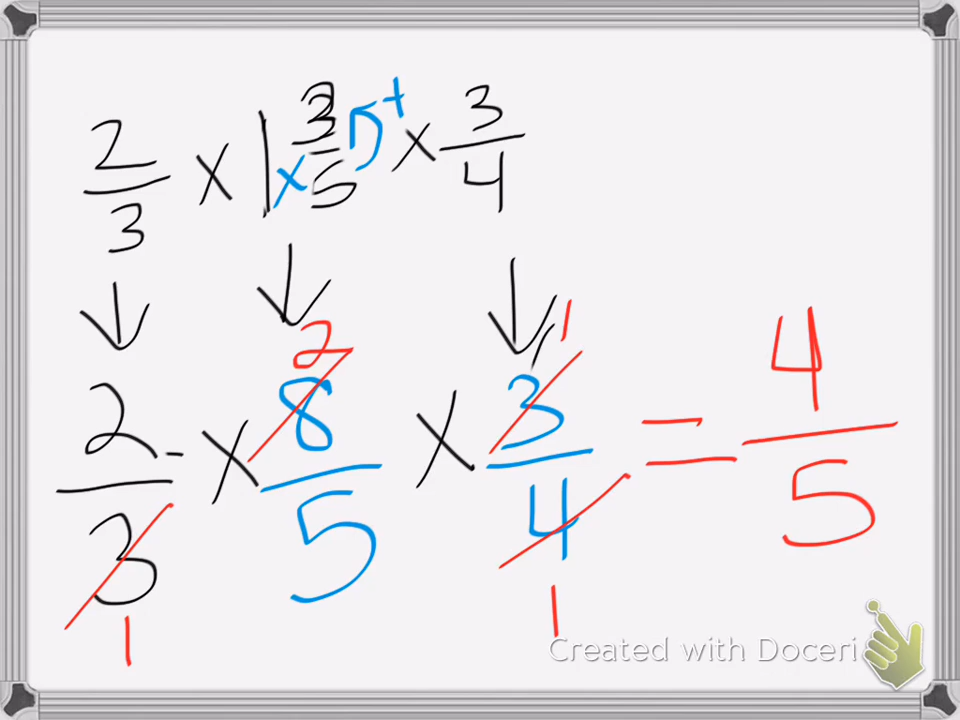 2/3 x 1 3/5 x 3/4
x +
2/3 x 8/5 x 3/4 = 4/5
2 1
1 1
Created with Doceri